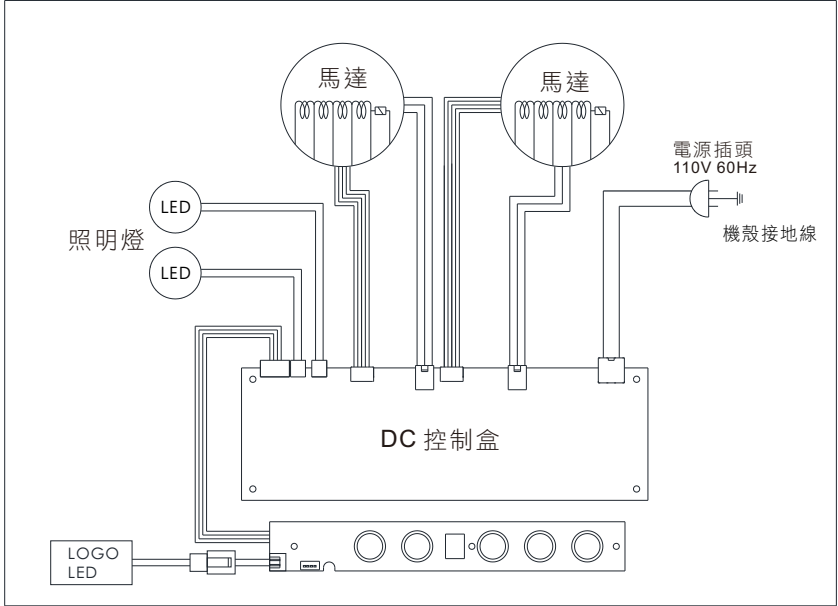 馬達
馬達
電源插頭
110V 60Hz
機殼接地線
LED
照明燈
LED
DC 控制盒
LOGO
LED